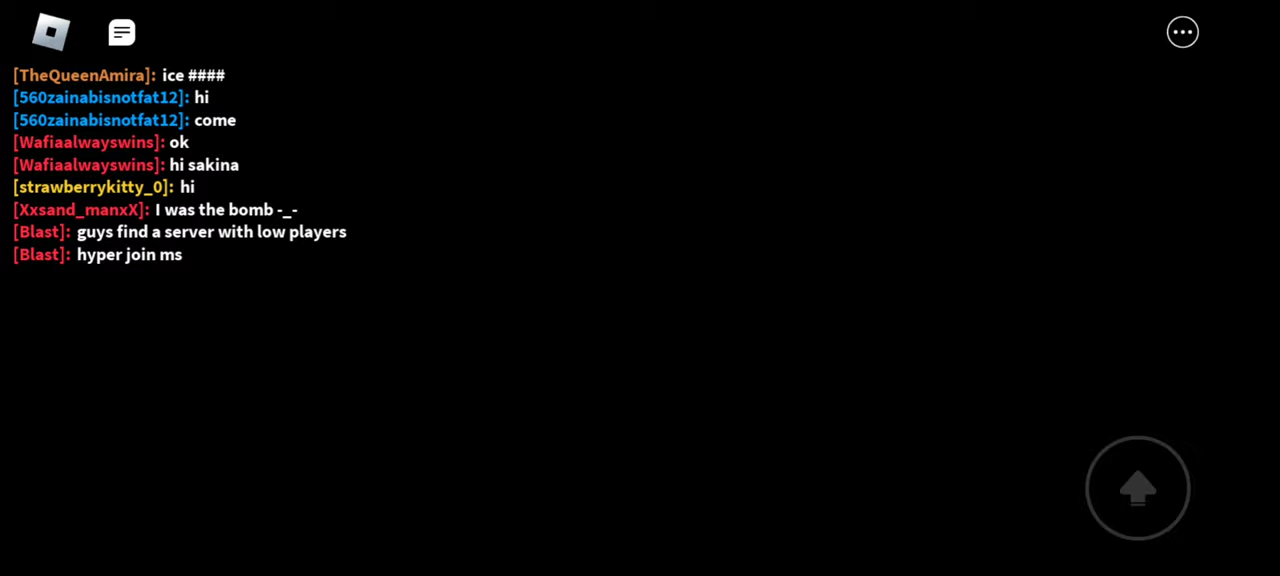 [TheQueenAmira]: ice ####
[560zainabisnotfat12]: hi
[560zainabisnotfat12]: come
[Wafiaalwayswins]: ok
[Wafiaalwayswins]: hi sakina
[strawberrykitty_0]: hi
[Xxsand_manxX]: I was the bomb -_-
[Blast]: guys find a server with low players
[Blast]: hyper join ms